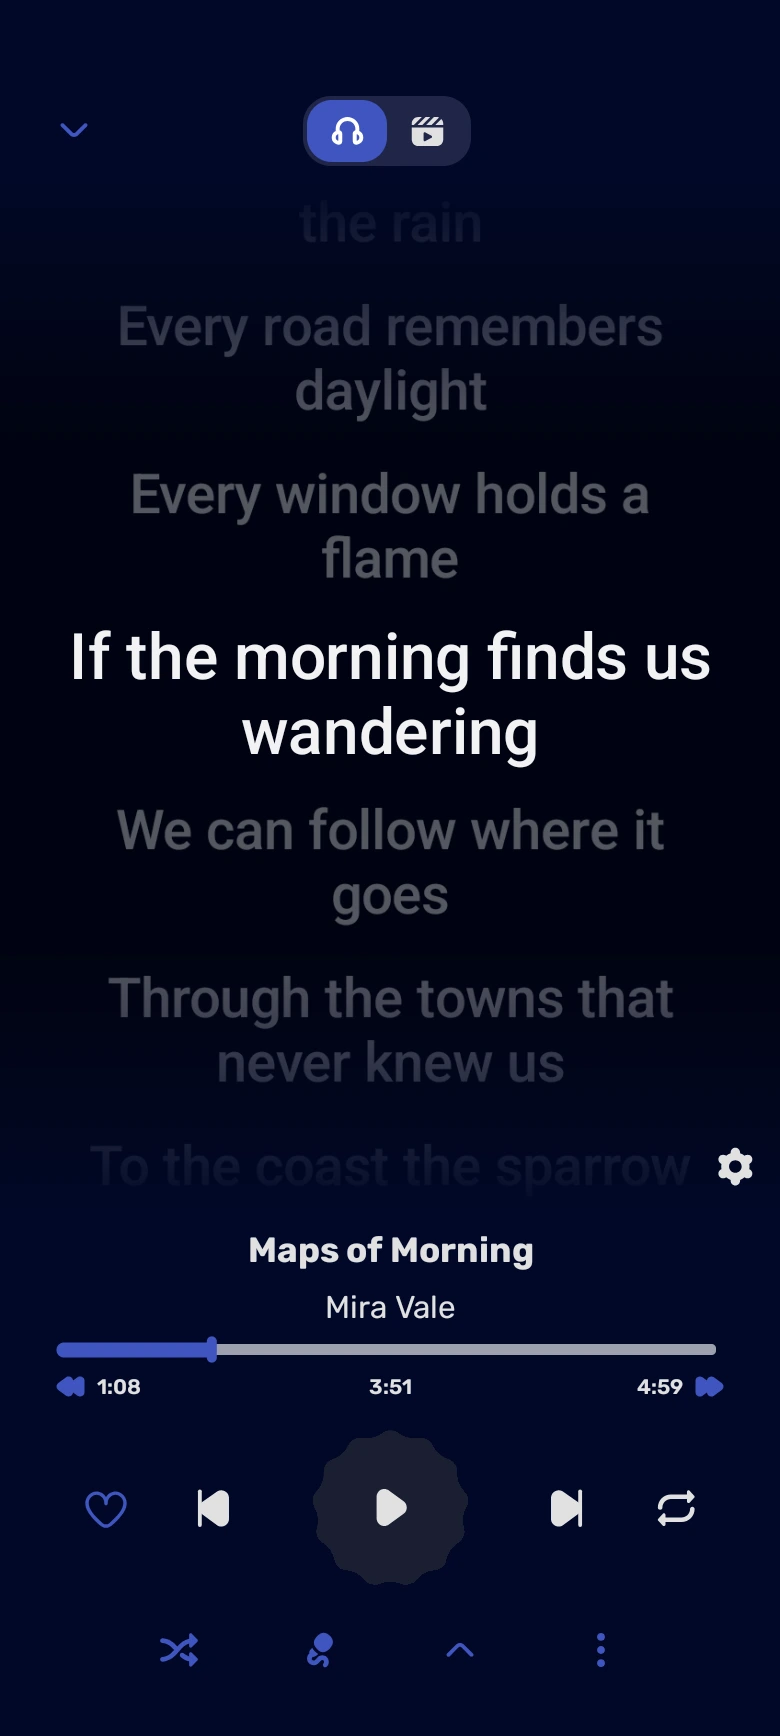 the rain
Every road remembers
daylight
Every window holds a
flame
If the morning finds us
wandering
We can follow where it
goes
Through the towns that
never knew us
To the coast the sparrow
Maps of Morning
Mira Vale
1:08 3:51 4:59